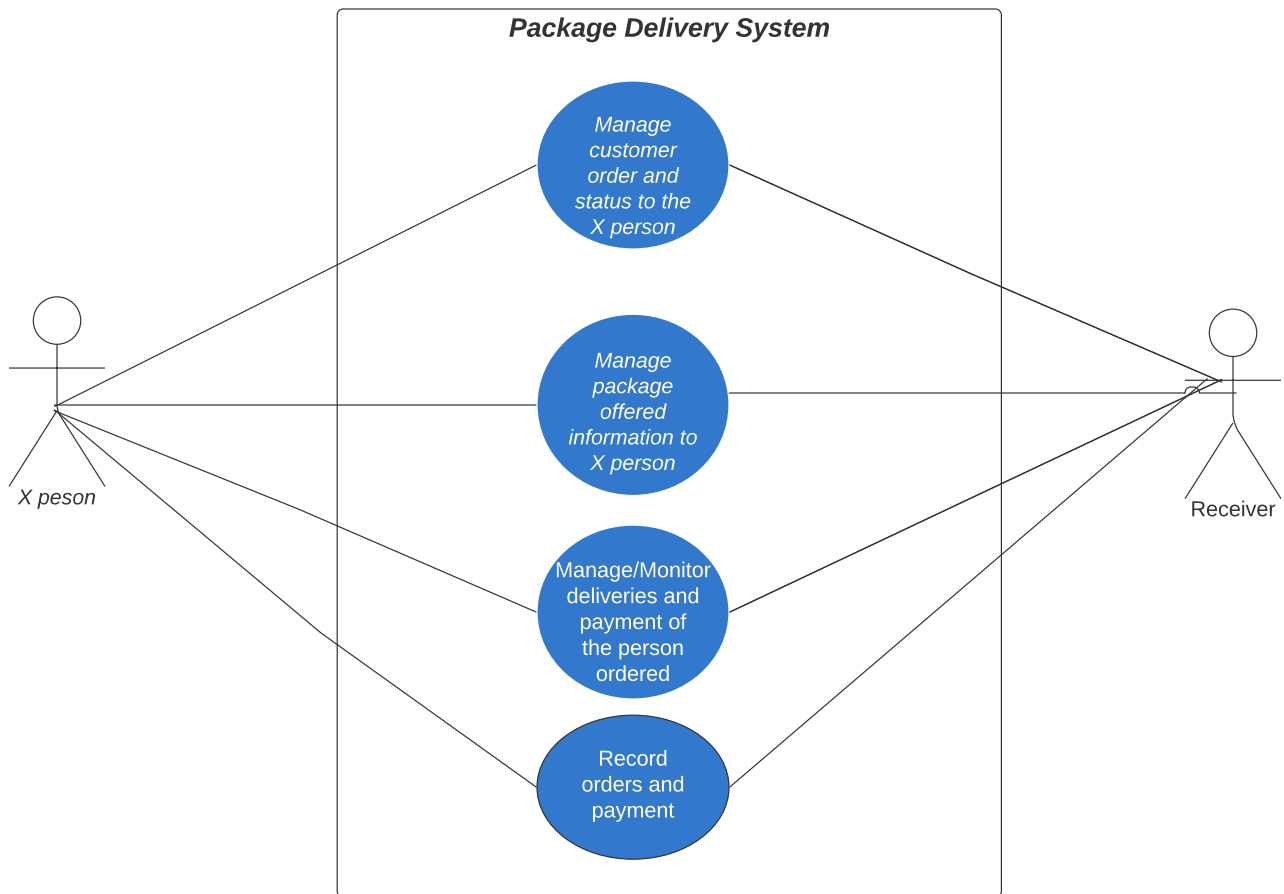 Package Delivery System
Manage
customer
order and
status to the
X person
Manage
package
offered
information to
X person
X peson
Receiver
Manage/Monitor
deliveries and
payment of
the person
ordered
Record
orders and
payment